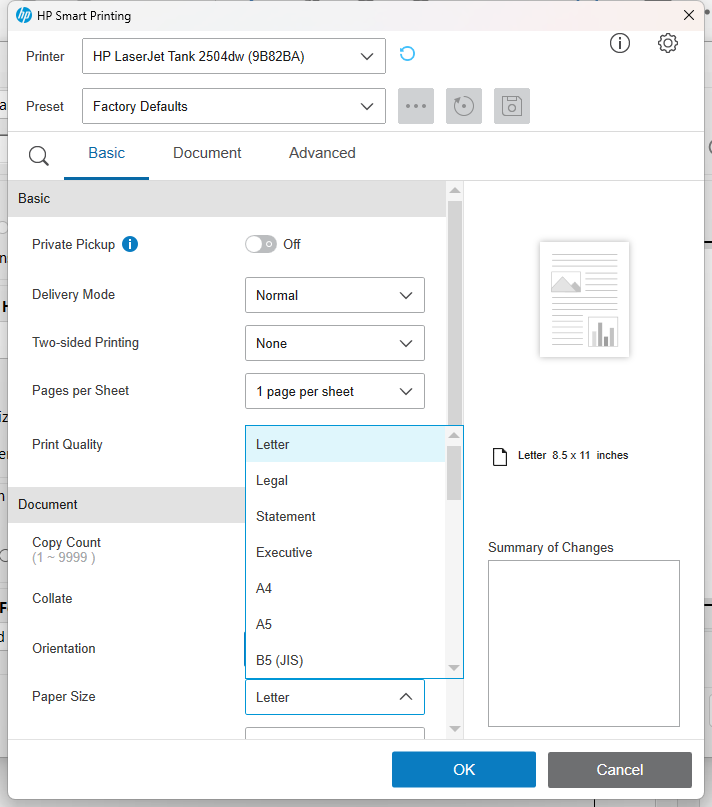 HP Smart Printing
Printer
HP LaserJet Tank 2504dw (9B82BA)
Preset
Factory Defaults
Basic
Document
Advanced
Basic
Private Pickup
Off
Delivery Mode
Normal
Two-sided Printing
None
Pages per Sheet
1 page per sheet
Print Quality
Letter
Legal
Statement
Executive
A4
A5
B5 (JIS)
Document
Copy Count
(1 ~ 9999 )
Collate
Orientation
Paper Size
Letter
Letter 8.5 x 11 inches
Summary of Changes
OK
Cancel